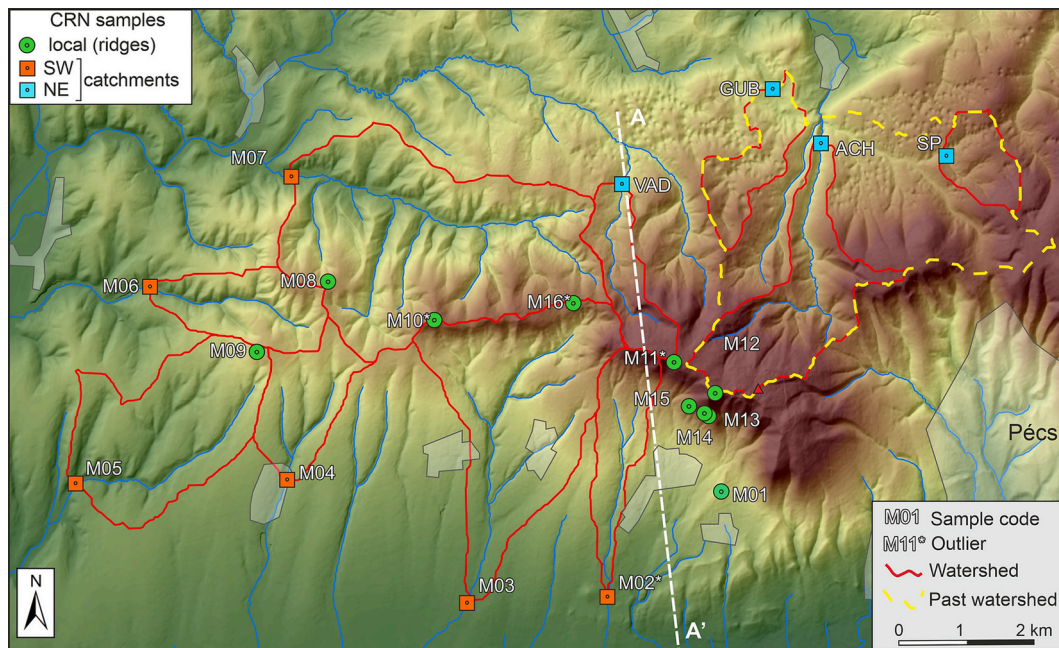 CRN samples
local (ridges)
SW
catchments
NE
GUB
A
ACH
SP
M07
VAD
M08
M06
M16*
M10*
M12
M09
M11*
M15
M13
M14
Pécs
M05
M04
M01
M03
M02*
A'
N
M01 Sample code
M11* Outlier
Watershed
Past watershed
0 1 2 km